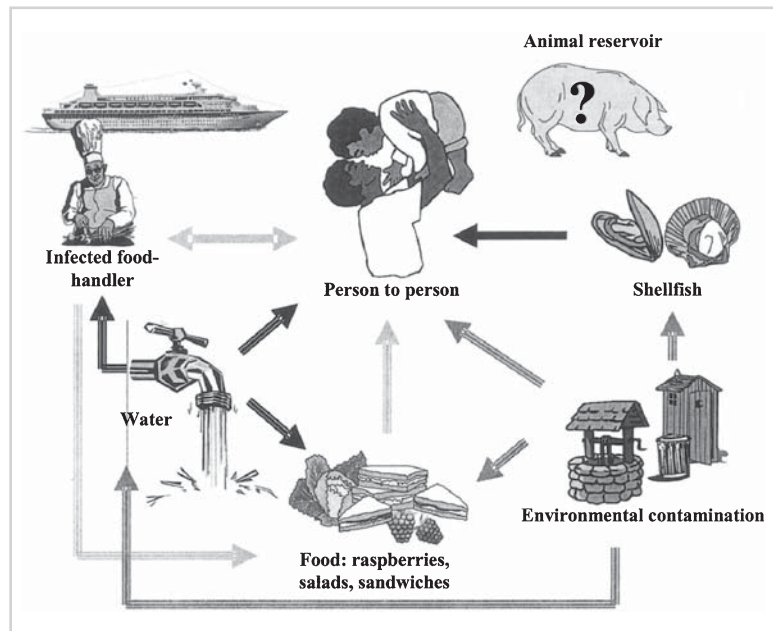 Animal reservoir
?
Infected food-
handler
Person to person
Shellfish
Water
Environmental contamination
Food: raspberries,
salads, sandwiches